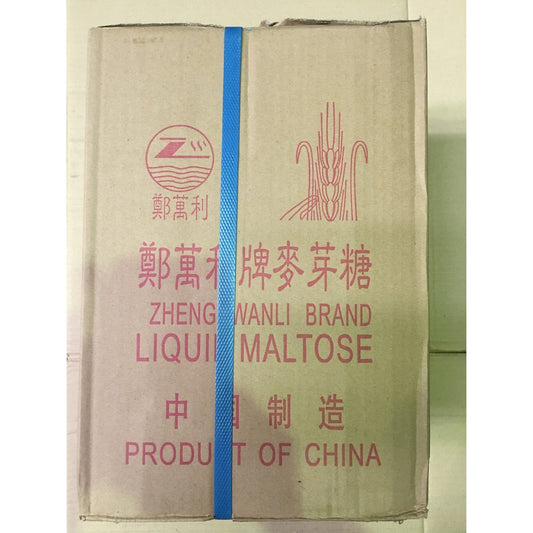 鄭萬利
鄭萬利牌麥芽糖
ZHENG WANLI BRAND
LIQUID MALTOSE
中国制造
PRODUCT OF CHINA